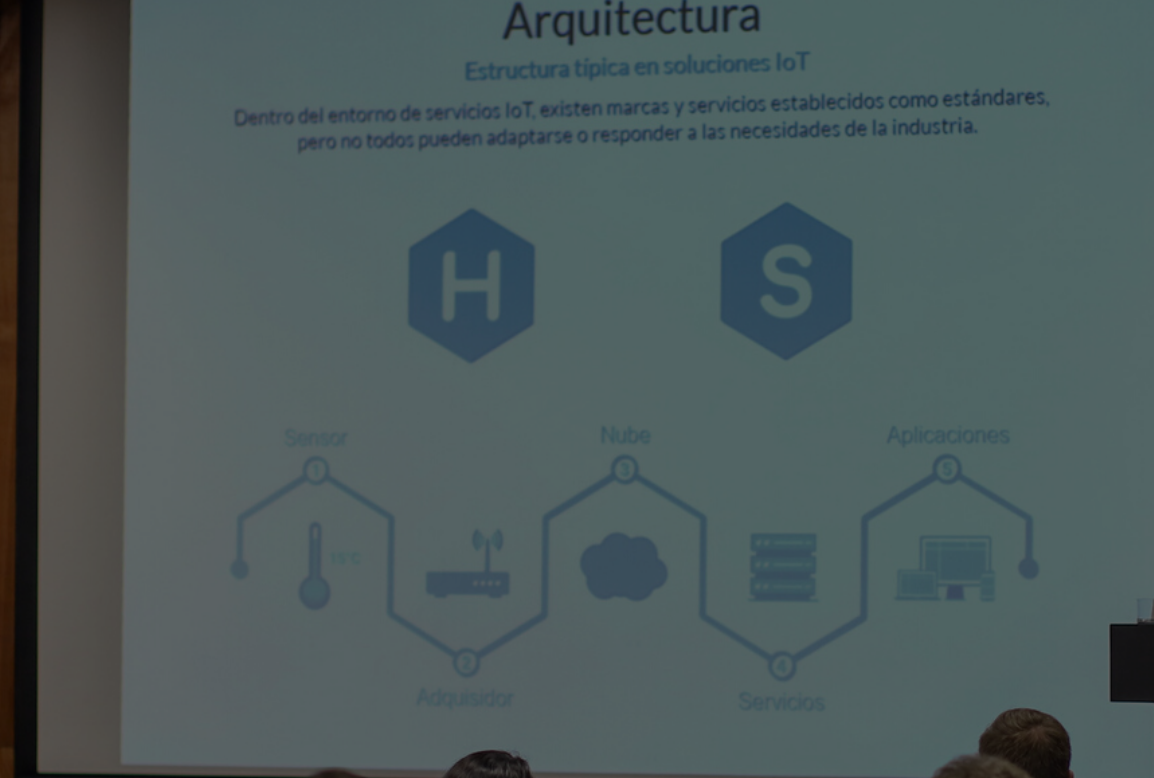 Arquitectura
Estructura típica en soluciones IoT
Dentro del entorno de servicios IoT, existen marcas y servicios establecidos como estándares,
pero no todos pueden adaptarse o responder a las necesidades de la industria.
H S
Sensor Nube Aplicaciones
1 3 5
15°C
2 4
Adquisidor Servicios